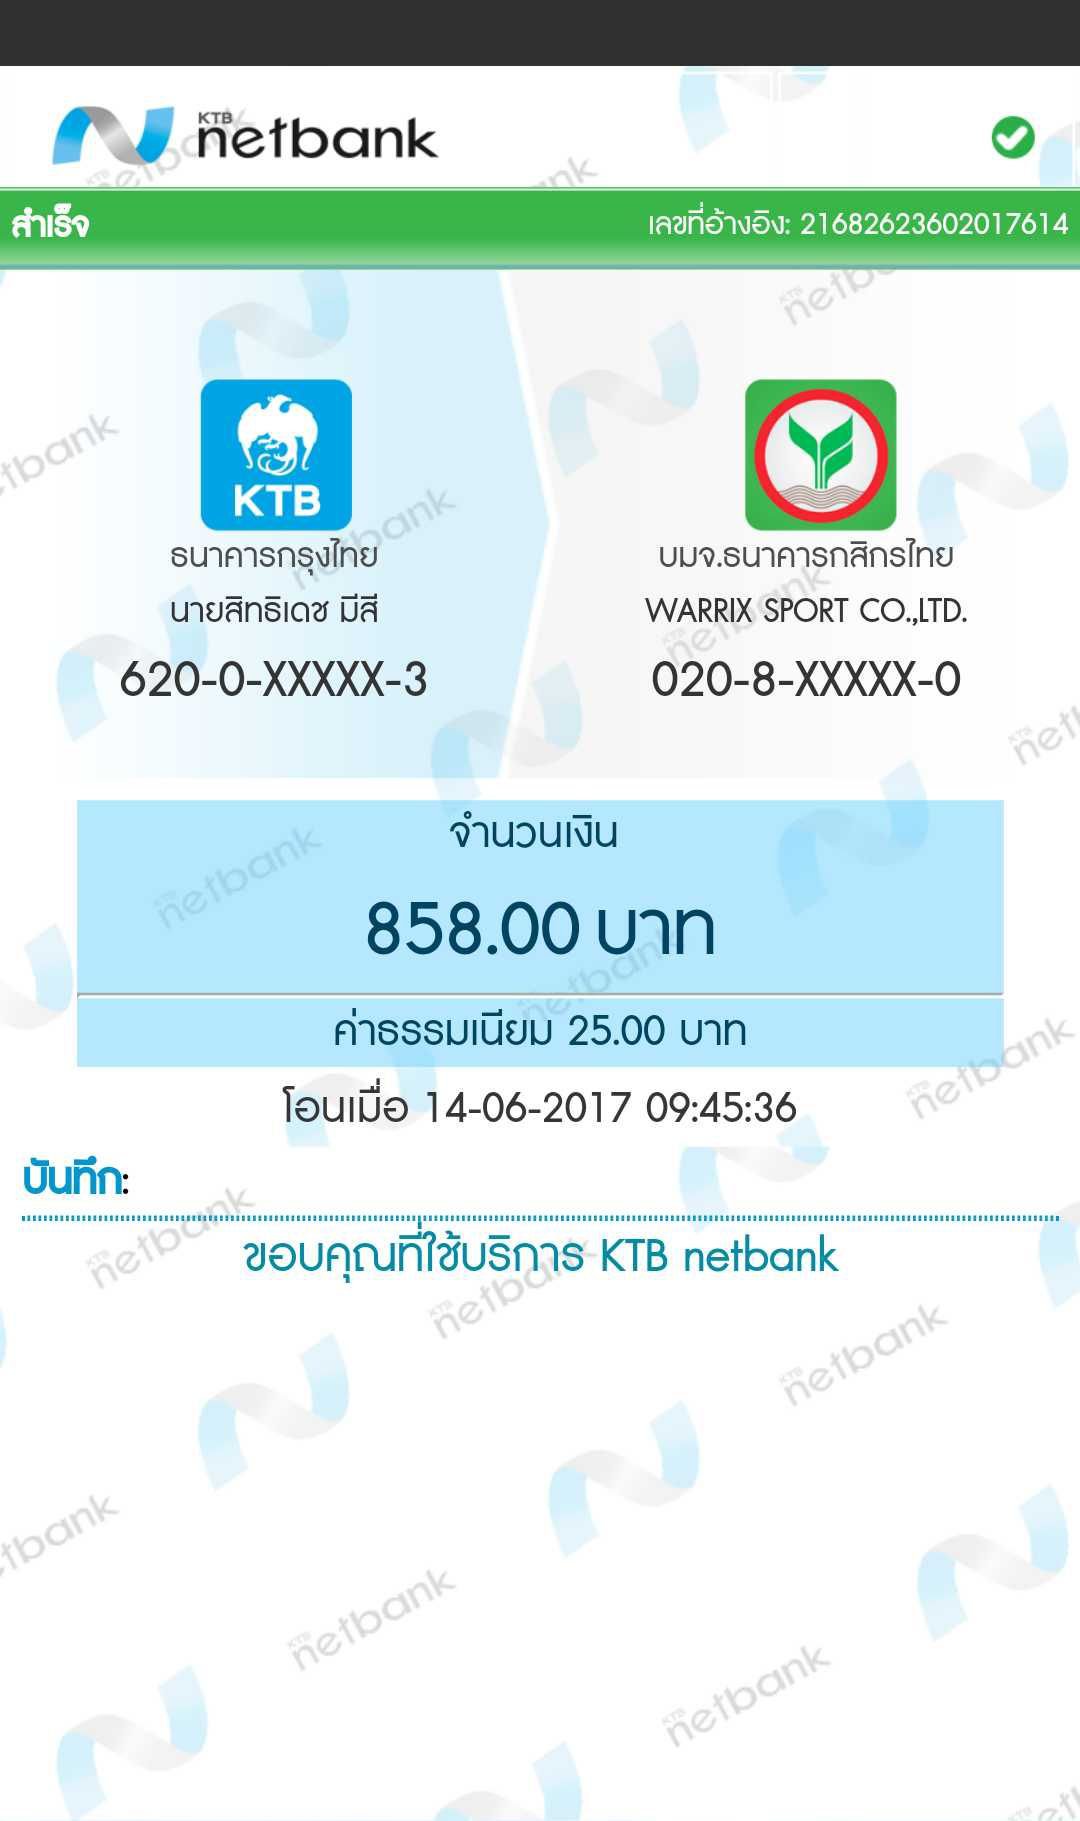 KTB netbank
สำเร็จ
เลขที่อ้างอิง: 21682623602017614
KTB
ธนาคารกรุงไทย
นายสิทธิเดช มีสี
620-0-XXXXX-3
บมจ.ธนาคารกสิกรไทย
WARRIX SPORT CO.,LTD.
020-8-XXXXX-0
จำนวนเงิน
858.00 บาท
ค่าธรรมเนียม 25.00 บาท
โอนเมื่อ 14-06-2017 09:45:36
บันทึก:
ขอบคุณที่ใช้บริการ KTB netbank